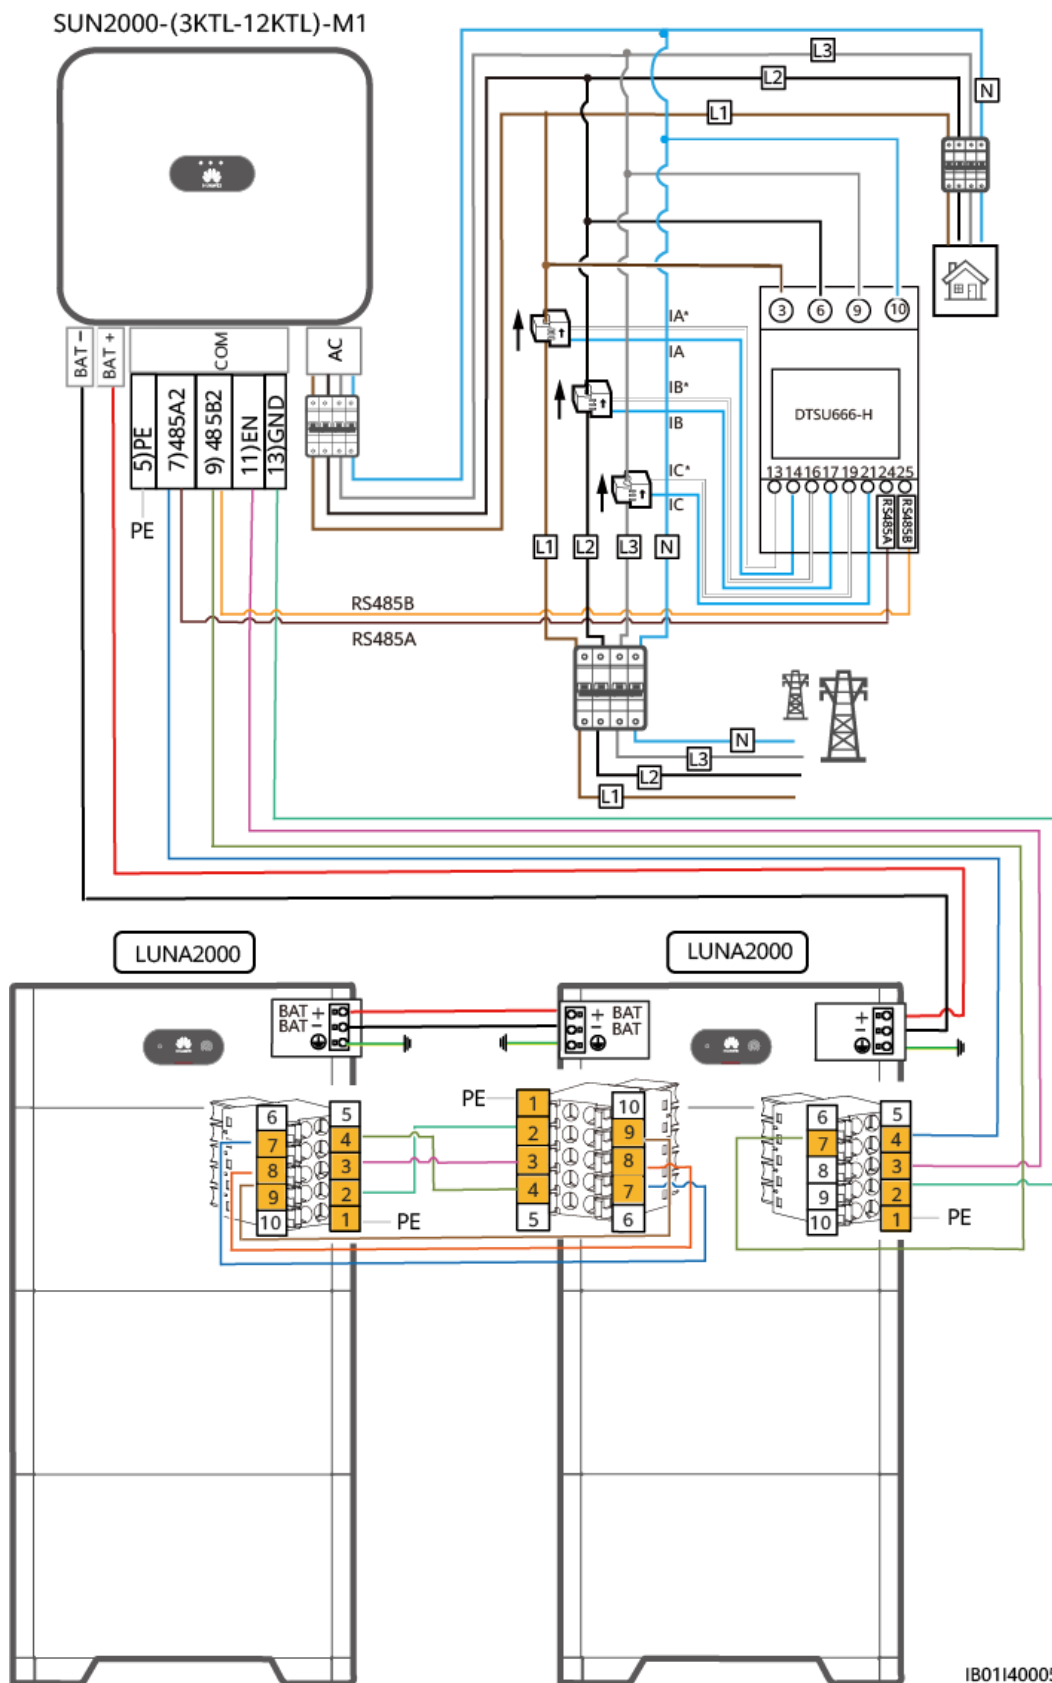 SUN2000-(3KTL-12KTL)-M1
L3
L2
N
L1
BAT −
BAT +
COM
AC
5)PE
7)485A2
9) 485B2
11)EN
13)GND
PE
3
6
9
10
IA*
IA
IB*
IB
IC*
IC
DTSU666-H
13 14 16 17 19 21 24 25
RS485A
RS485B
L1
L2
L3
N
RS485B
RS485A
N
L3
L2
L1
LUNA2000
LUNA2000
BAT +
BAT −
+ BAT
− BAT
+
−
6
7
8
9
10
5
4
3
2
1
PE
PE
1
2
3
4
5
10
9
8
7
6
6
7
8
9
10
5
4
3
2
1
PE
IB01I40005